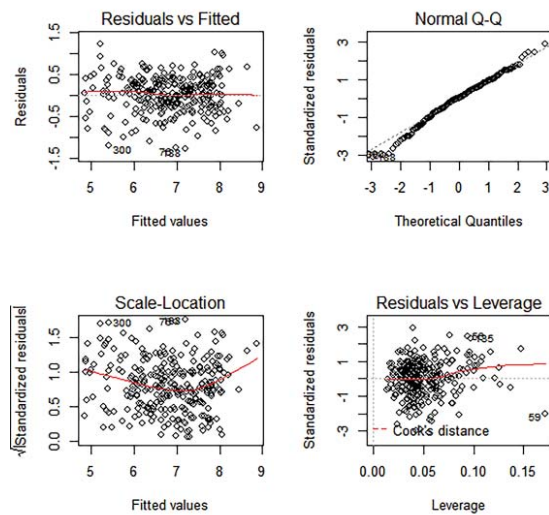 Residuals vs Fitted
Residuals
-1.5 -0.5 0.5 1.5
300
5 6 7 8 9
Fitted values
Normal Q-Q
Standardized residuals
-3 -1 1 3
-3 -2 -1 0 1 2 3
Theoretical Quantiles
Scale-Location
√|Standardized residuals|
0.0 0.5 1.0 1.5
300
5 6 7 8 9
Fitted values
Residuals vs Leverage
Standardized residuals
-3 -1 1 3
59
Cook's distance
0.00 0.05 0.10 0.15
Leverage